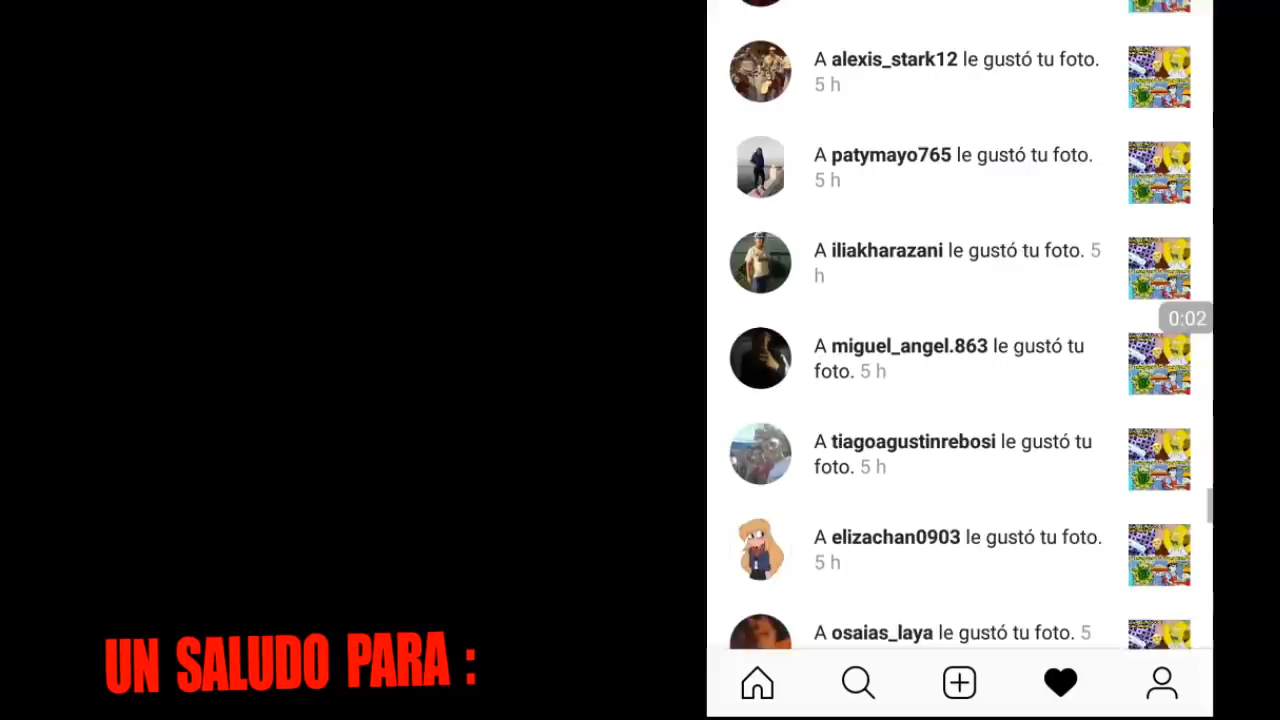 A alexis_stark12 le gustó tu foto.
5 h
A patymayo765 le gustó tu foto.
5 h
A iliakharazani le gustó tu foto. 5
h
0:02
A miguel_angel.863 le gustó tu
foto. 5 h
A tiagoagustinrebosi le gustó tu
foto. 5 h
A elizachan0903 le gustó tu foto.
5 h
A osaias_laya le gustó tu foto. 5
UN SALUDO PARA :